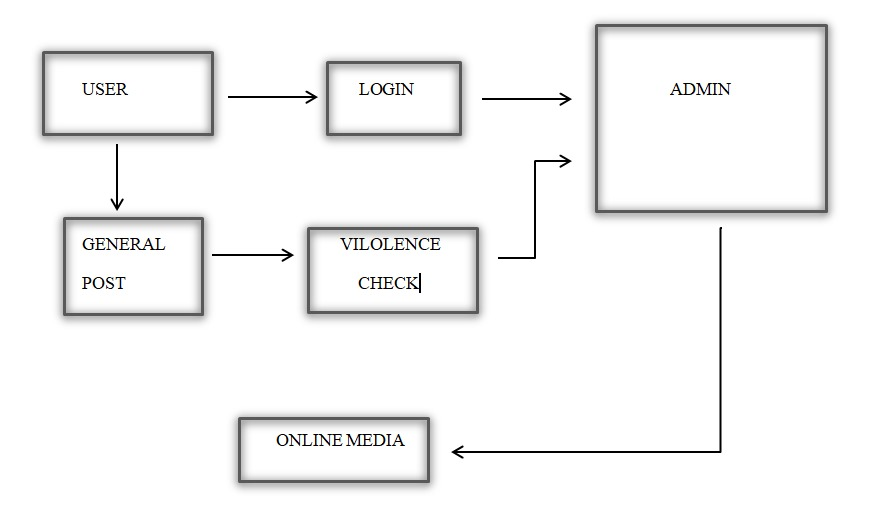 USER
LOGIN
ADMIN
GENERAL
POST
VILOLENCE
CHECK
ONLINE MEDIA